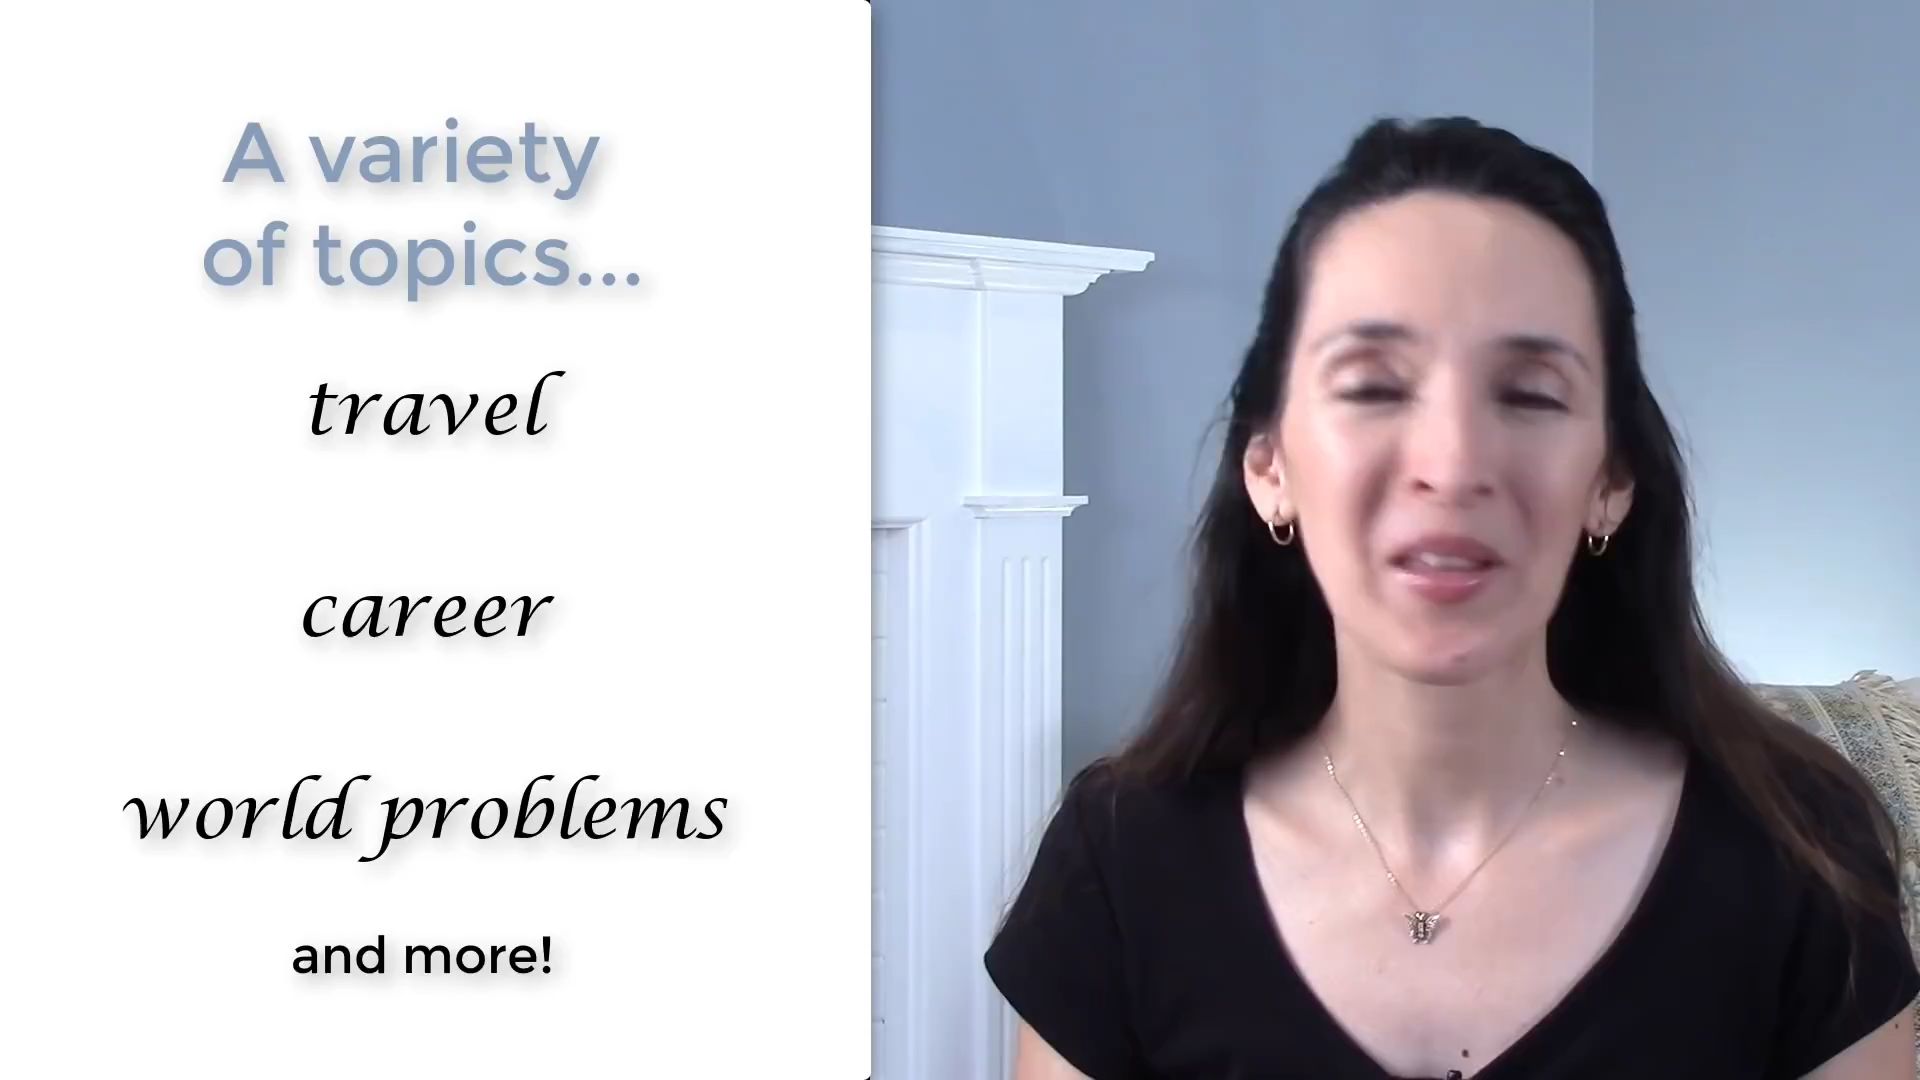 A variety
of topics...
travel
career
world problems
and more!